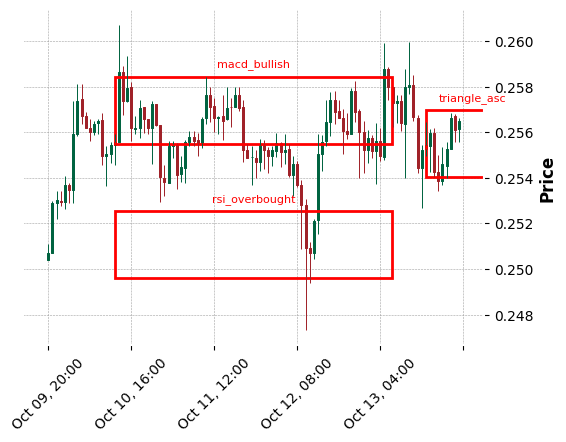 0.260
macd_bullish
0.258
triangle_asc
0.256
0.254
rsi_overbought
0.252
0.250
0.248
Price
Oct 09, 20:00
Oct 10, 16:00
Oct 11, 12:00
Oct 12, 08:00
Oct 13, 04:00